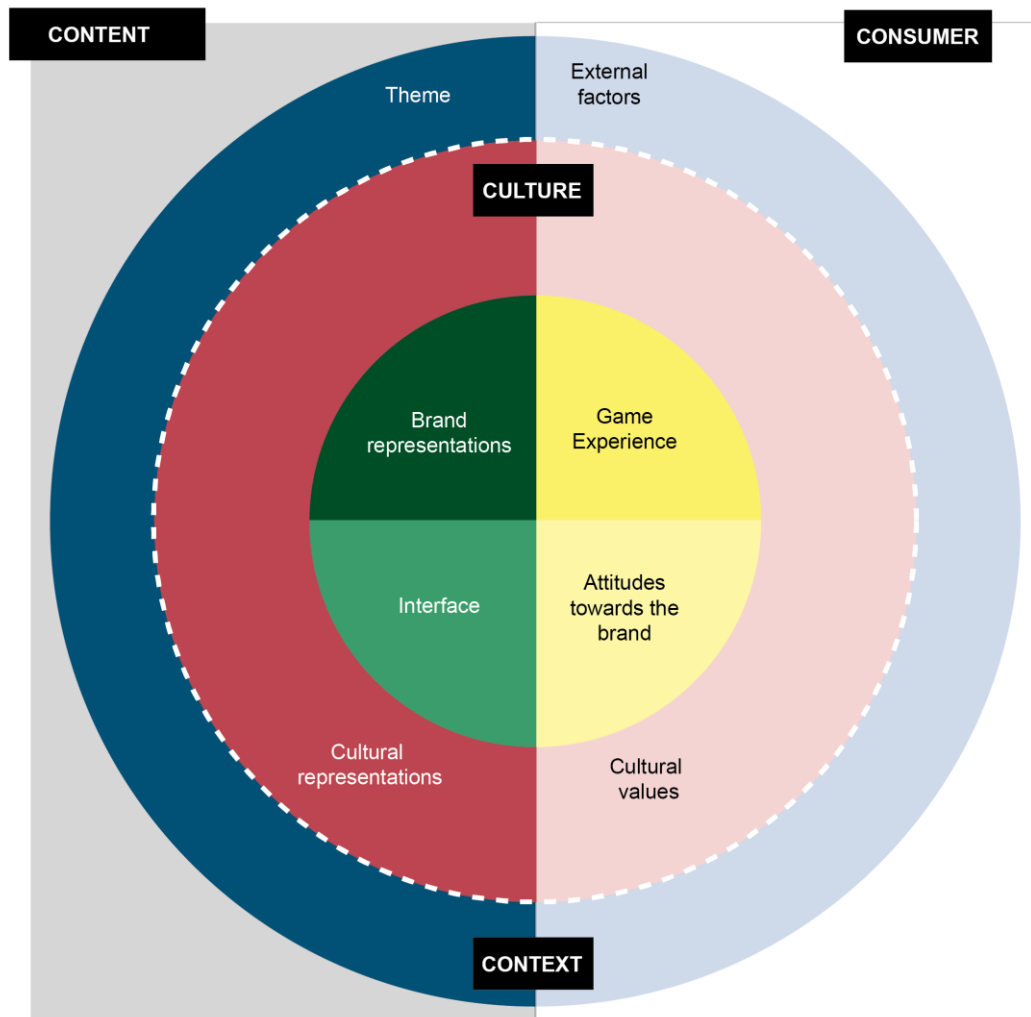 CONTENT
CONSUMER
Theme
External
factors
CULTURE
Brand
representations
Game
Experience
Interface
Attitudes
towards the
brand
Cultural
representations
Cultural
values
CONTEXT